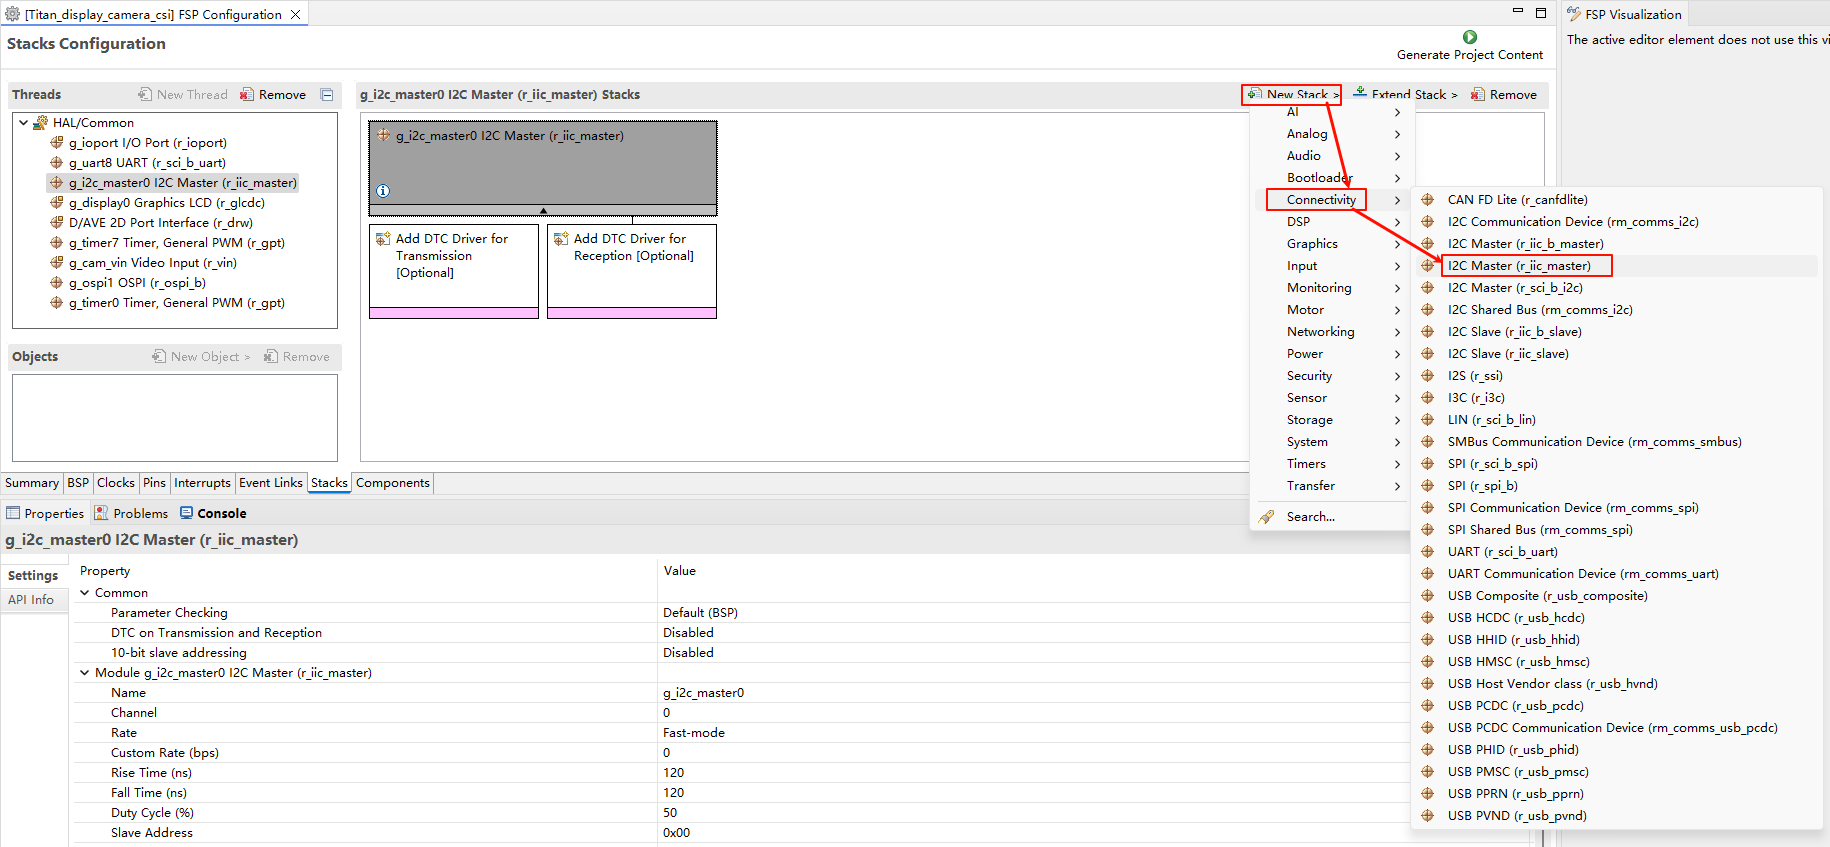 [Titan_display_camera_csi] FSP Configuration
FSP Visualization
Stacks Configuration
The active editor element does not use this vi
Generate Project Content
Threads
New Thread
Remove
g_i2c_master0 I2C Master (r_iic_master) Stacks
New Stack >
Extend Stack >
Remove
HAL/Common
g_ioport I/O Port (r_ioport)
g_uart8 UART (r_sci_b_uart)
g_i2c_master0 I2C Master (r_iic_master)
g_display0 Graphics LCD (r_glcdc)
D/AVE 2D Port Interface (r_drw)
g_timer7 Timer, General PWM (r_gpt)
g_cam_vin Video Input (r_vin)
g_ospi1 OSPI (r_ospi_b)
g_timer0 Timer, General PWM (r_gpt)
g_i2c_master0 I2C Master (r_iic_master)
Add DTC Driver for
Transmission
[Optional]
Add DTC Driver for
Reception [Optional]
AI
Analog
Audio
Bootloader
Connectivity
DSP
Graphics
Input
Monitoring
Motor
Networking
Power
Security
Sensor
Storage
System
Timers
Transfer
Search...
CAN FD Lite (r_canfdlite)
I2C Communication Device (rm_comms_i2c)
I2C Master (r_iic_b_master)
I2C Master (r_iic_master)
I2C Master (r_sci_b_i2c)
I2C Shared Bus (rm_comms_i2c)
I2C Slave (r_iic_b_slave)
I2C Slave (r_iic_slave)
I2S (r_ssi)
I3C (r_i3c)
LIN (r_sci_b_lin)
SMBus Communication Device (rm_comms_smbus)
SPI (r_sci_b_spi)
SPI (r_spi_b)
SPI Communication Device (rm_comms_spi)
SPI Shared Bus (rm_comms_spi)
UART (r_sci_b_uart)
UART Communication Device (rm_comms_uart)
USB Composite (r_usb_composite)
USB HCDC (r_usb_hcdc)
USB HHID (r_usb_hhid)
USB HMSC (r_usb_hmsc)
USB Host Vendor class (r_usb_hvnd)
USB PCDC (r_usb_pcdc)
USB PCDC Communication Device (rm_comms_usb_pcdc)
USB PHID (r_usb_phid)
USB PMSC (r_usb_pmsc)
USB PPRN (r_usb_pprn)
USB PVND (r_usb_pvnd)
Objects
New Object >
Remove
Summary
BSP
Clocks
Pins
Interrupts
Event Links
Stacks
Components
Properties
Problems
Console
g_i2c_master0 I2C Master (r_iic_master)
Settings
API Info
Property
Value
Common
Parameter Checking
Default (BSP)
DTC on Transmission and Reception
Disabled
10-bit slave addressing
Disabled
Module g_i2c_master0 I2C Master (r_iic_master)
Name
g_i2c_master0
Channel
0
Rate
Fast-mode
Custom Rate (bps)
0
Rise Time (ns)
120
Fall Time (ns)
120
Duty Cycle (%)
50
Slave Address
0x00